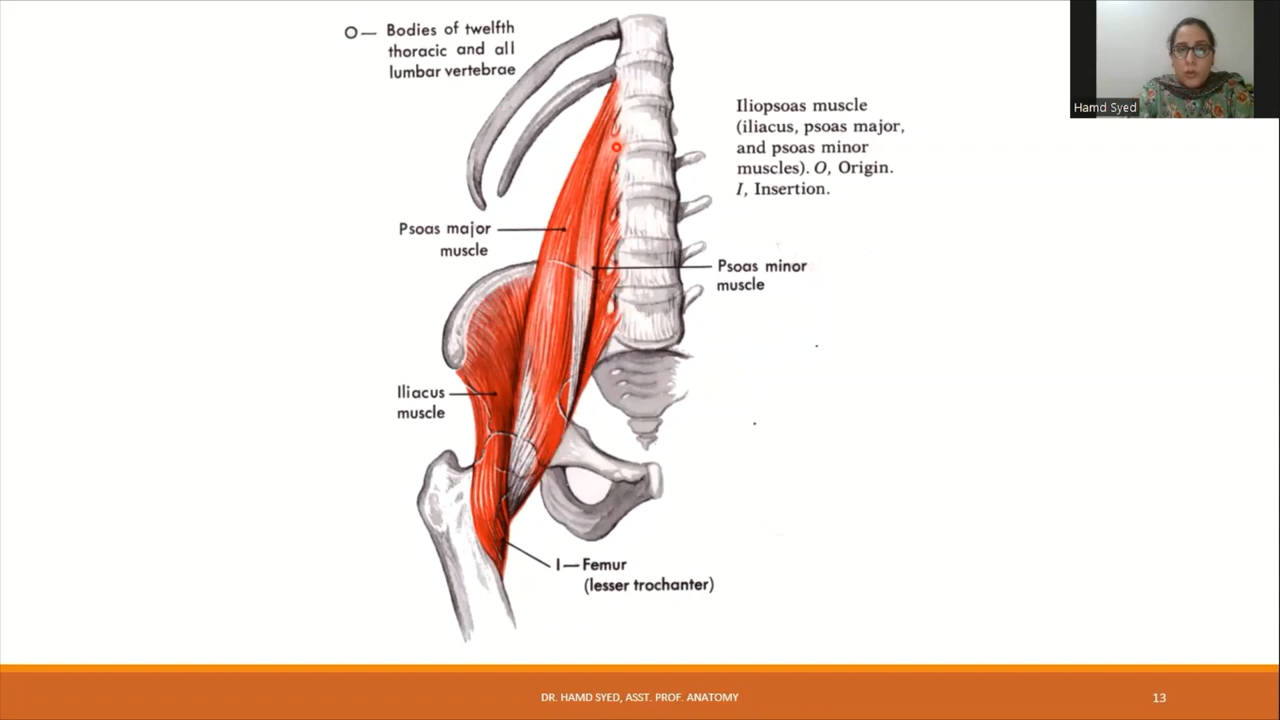 O— Bodies of twelfth
thoracic and all
lumbar vertebrae
Hamd Syed
Iliopsoas muscle
(iliacus, psoas major,
and psoas minor
muscles). O, Origin.
I, Insertion.
Psoas major
muscle
Psoas minor
muscle
Iliacus
muscle
I—Femur
(lesser trochanter)
DR. HAMD SYED, ASST. PROF. ANATOMY
13